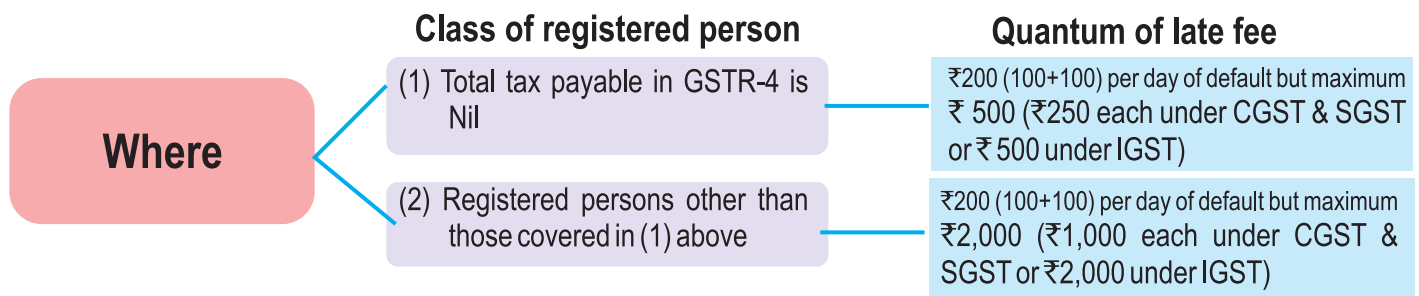 Class of registered person
Quantum of late fee
Where
(1) Total tax payable in GSTR-4 is
Nil
₹200 (100+100) per day of default but maximum
₹ 500 (₹250 each under CGST & SGST
or ₹ 500 under IGST)
(2) Registered persons other than
those covered in (1) above
₹200 (100+100) per day of default but maximum
₹2,000 (₹1,000 each under CGST &
SGST or ₹2,000 under IGST)